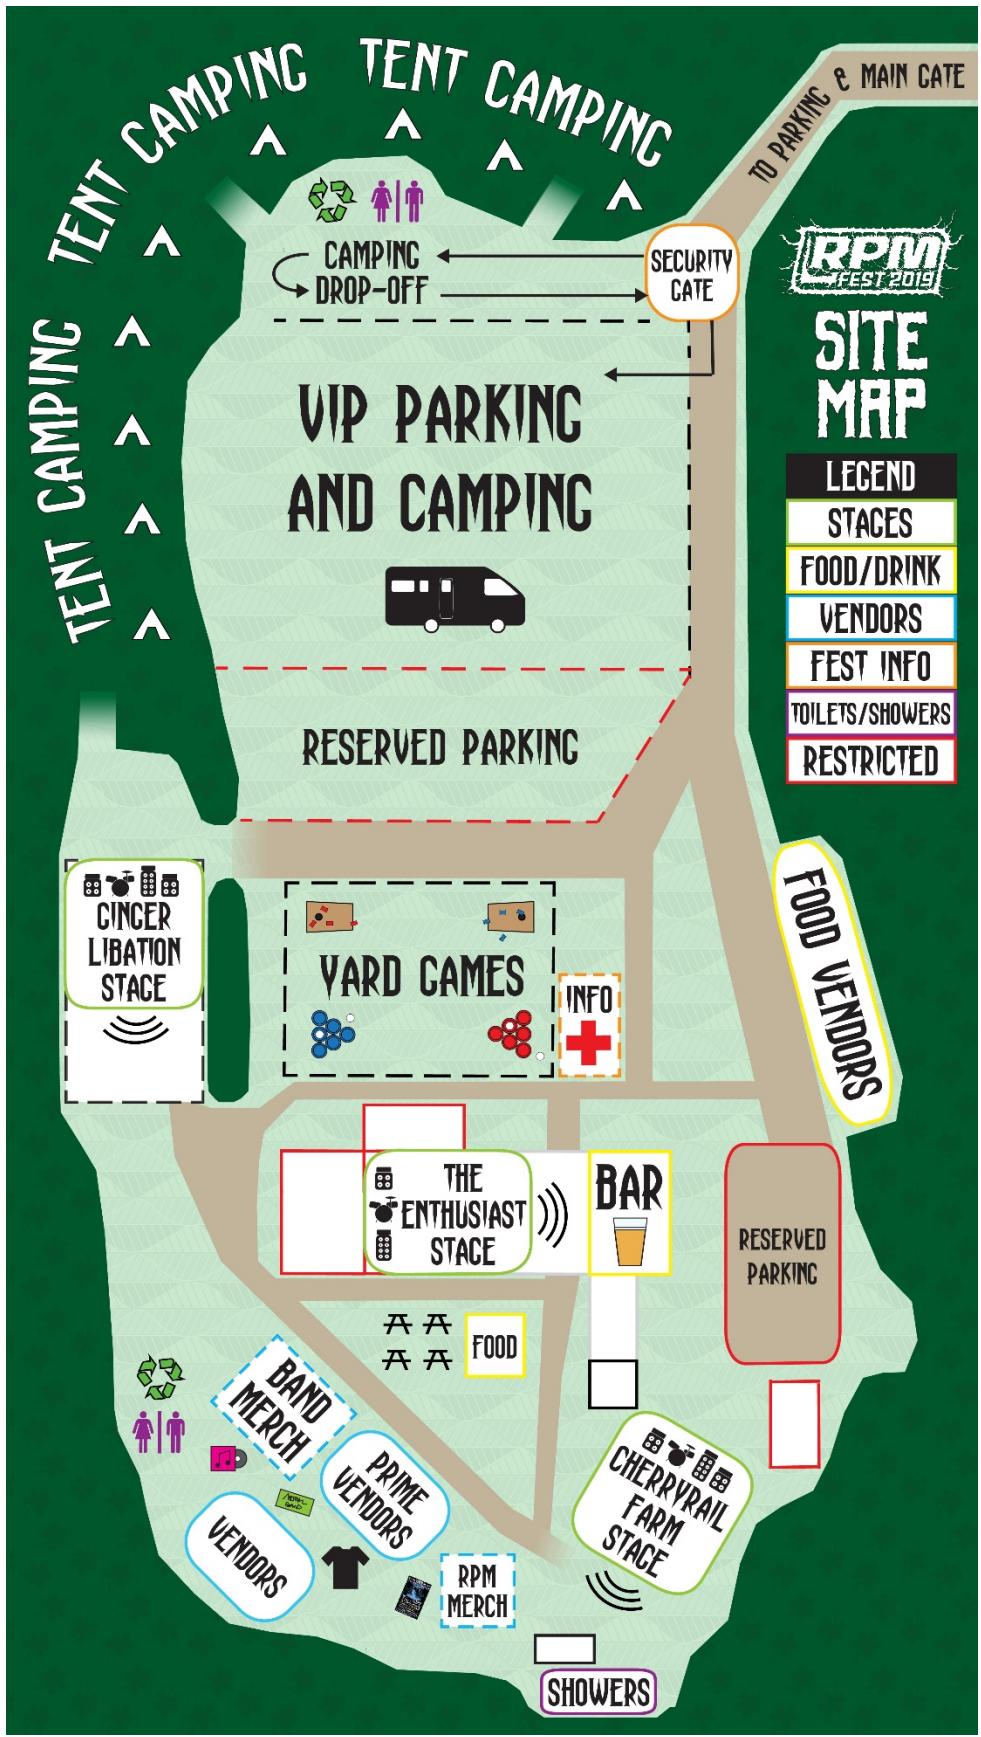 TENT CAMPING
TENT CAMPING
TENT CAMPING
TO PARKING & MAIN GATE
RPM
FEST 2019
SITE
MAP
LEGEND
STAGES
FOOD/DRINK
VENDORS
FEST INFO
TOILETS/SHOWERS
RESTRICTED
SECURITY
GATE
CAMPING
DROP-OFF
VIP PARKING
AND CAMPING
RESERVED PARKING
GINGER
LIBATION
STAGE
YARD GAMES
INFO
FOOD VENDORS
THE
ENTHUSIAST
STAGE
BAR
RESERVED
PARKING
FOOD
BAND
MERCH
PRIME
VENDORS
VENDORS
RPM
MERCH
CHERRYRAIL
FARM
STAGE
SHOWERS